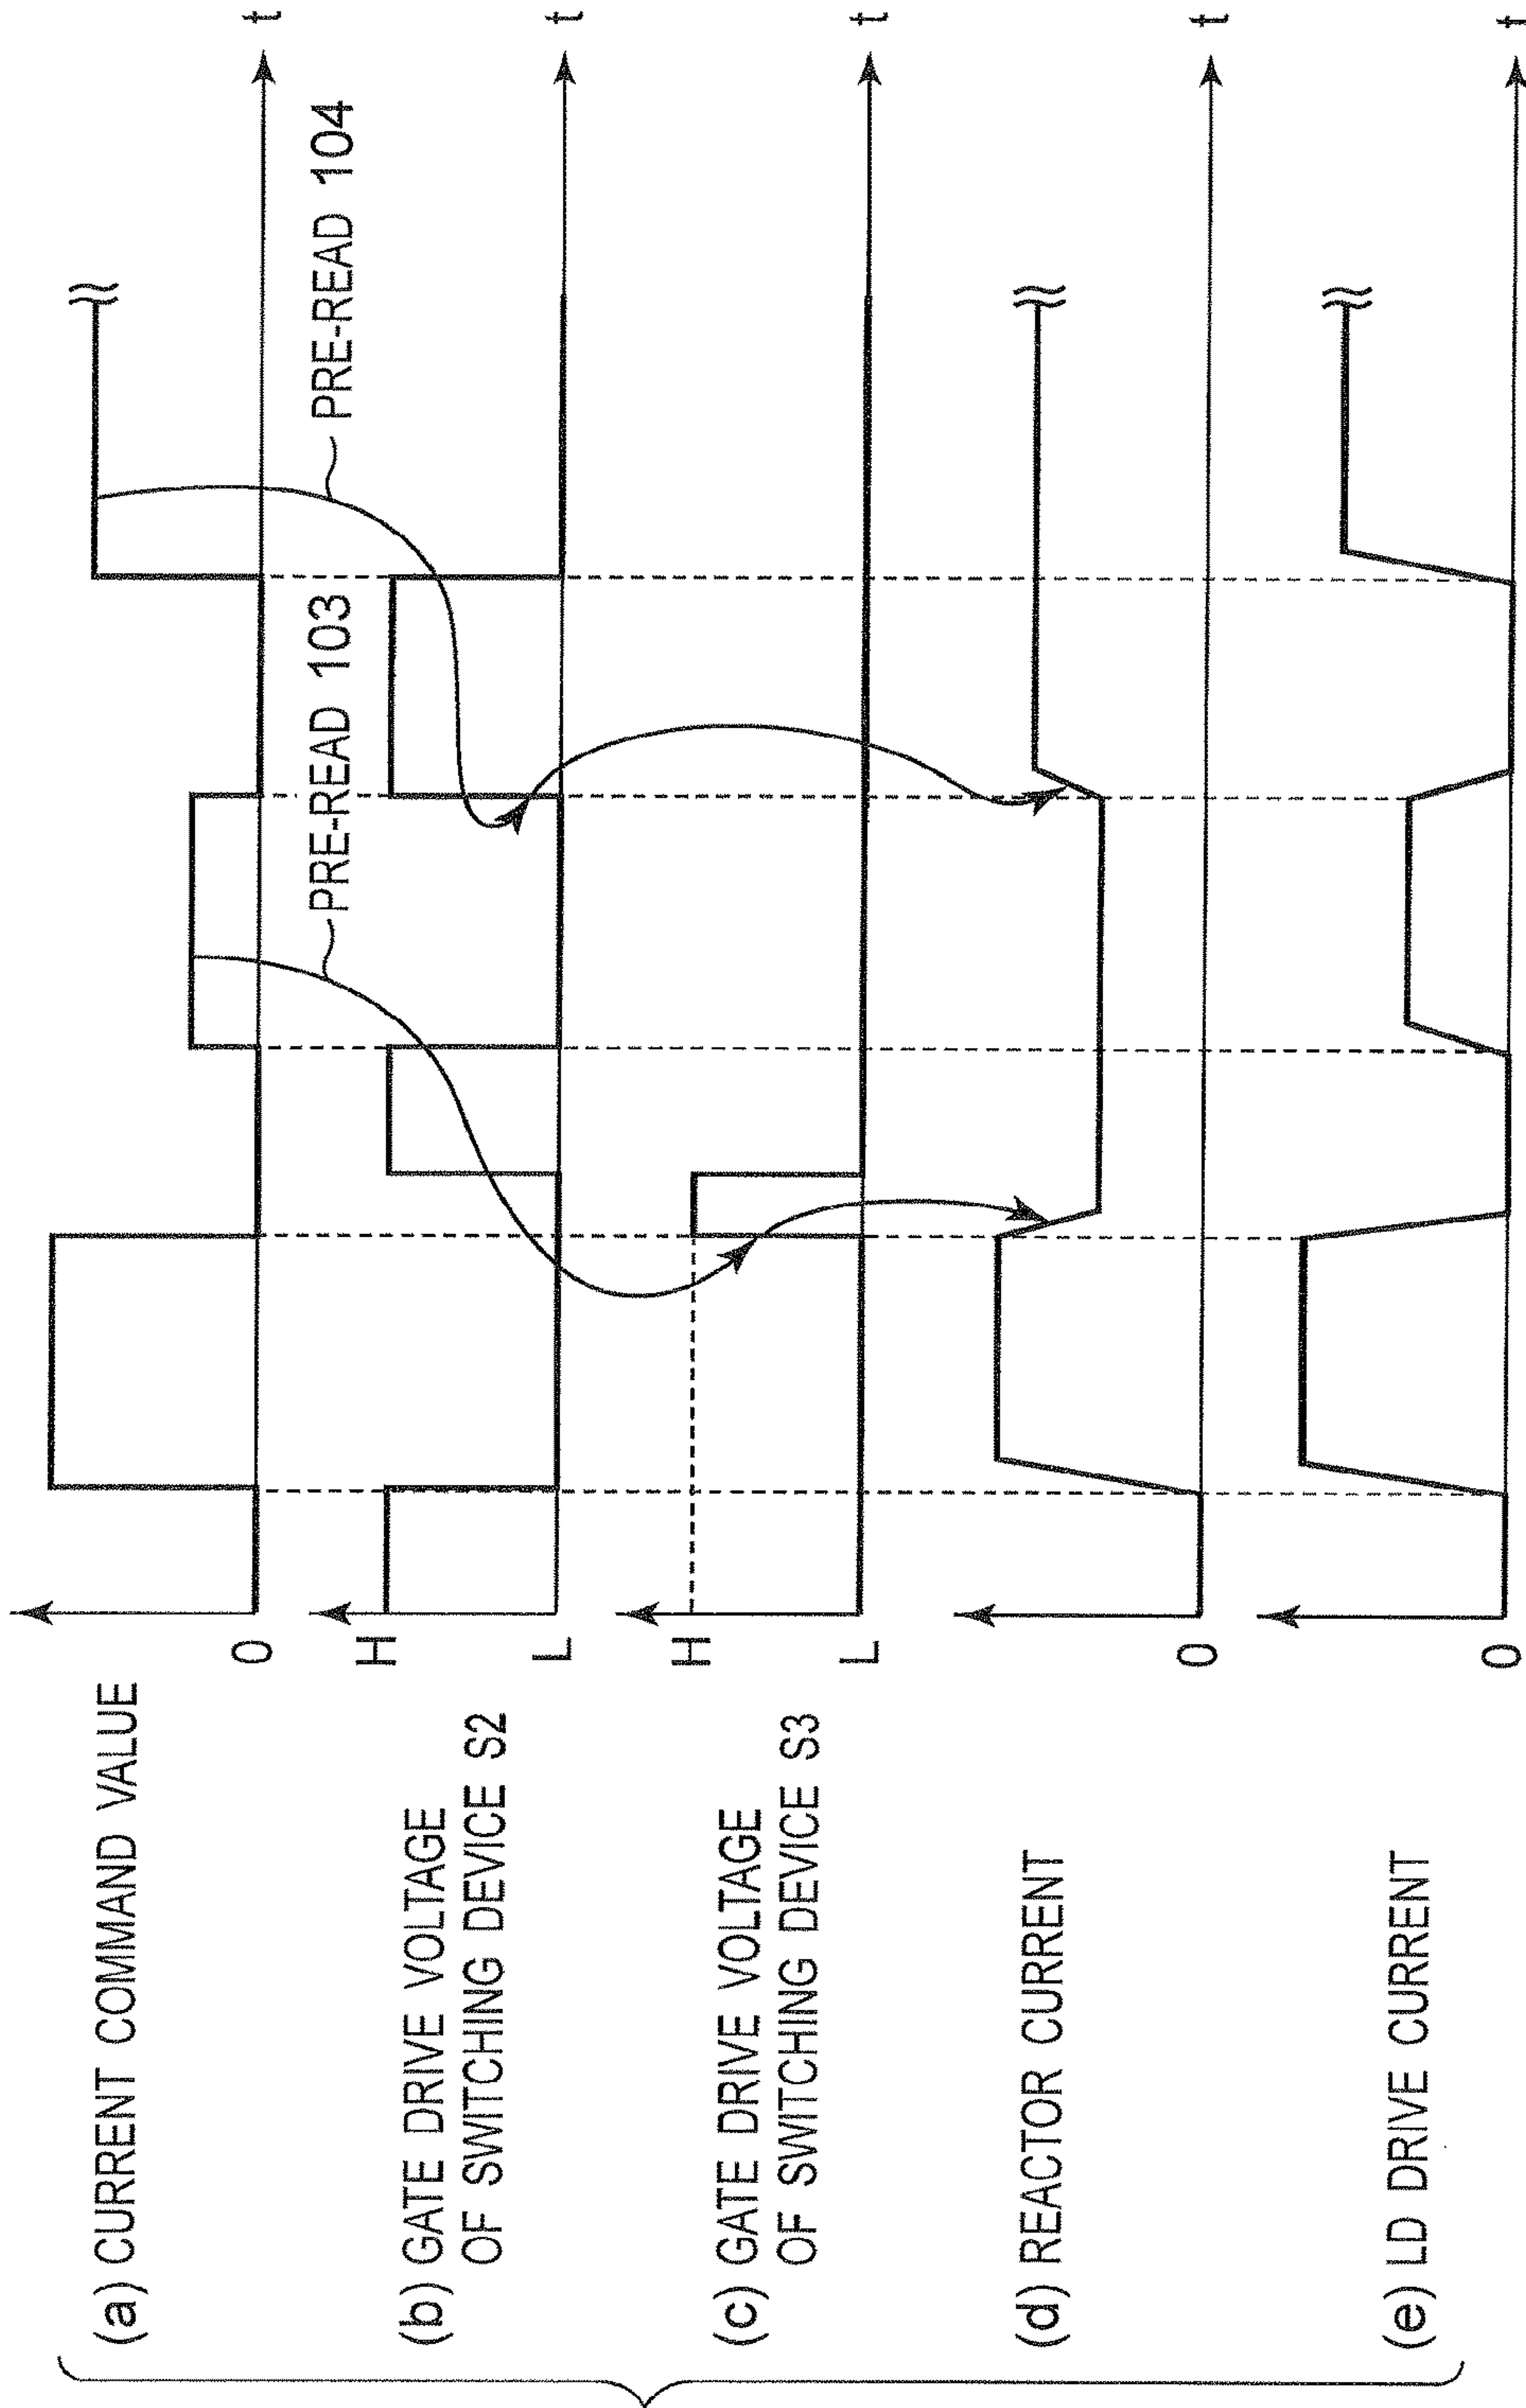 (a) CURRENT COMMAND VALUE
0
t
PRE-READ 103
PRE-READ 104
(b) GATE DRIVE VOLTAGE
OF SWITCHING DEVICE S2
H
L
t
(c) GATE DRIVE VOLTAGE
OF SWITCHING DEVICE S3
H
L
t
(d) REACTOR CURRENT
0
t
(e) LD DRIVE CURRENT
0
t